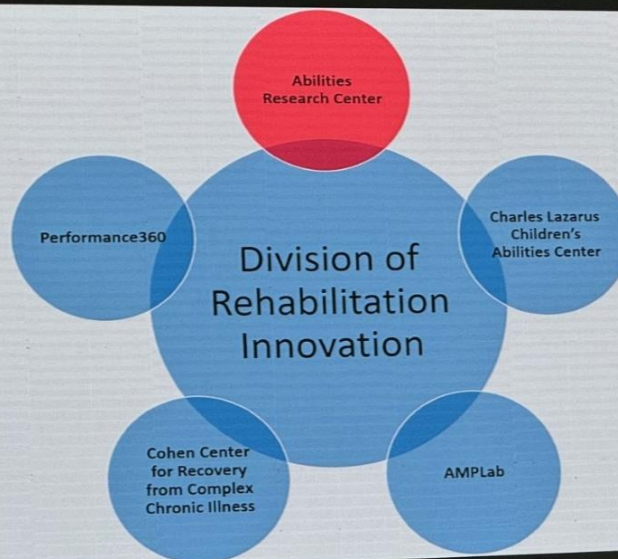 Abilities
Research Center
Performance360
Charles Lazarus
Children's
Abilities Center
Division of
Rehabilitation
Innovation
Cohen Center
for Recovery
from Complex
Chronic Illness
AMPLab